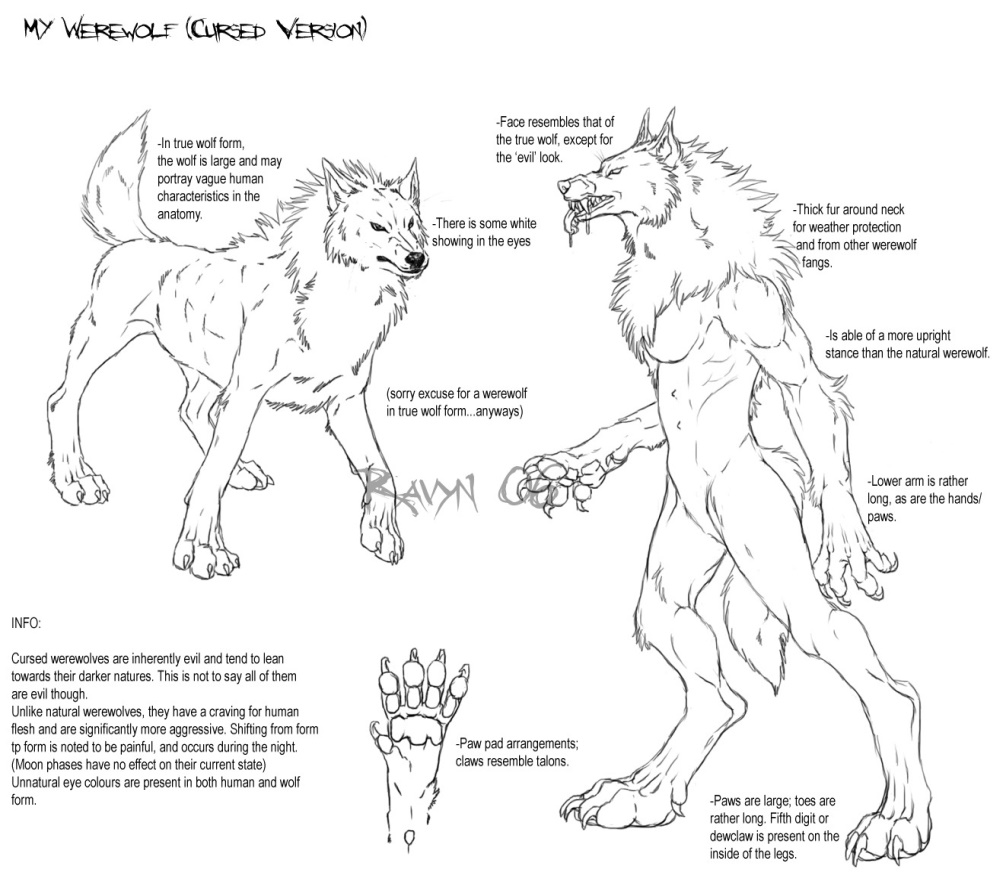 My Werewolf (Cursed Version)
-In true wolf form,
the wolf is large and may
portray vague human
characteristics in the
anatomy.
-There is some white
showing in the eyes
(sorry excuse for a werewolf
in true wolf form...anyways)
-Face resembles that of
the true wolf, except for
the 'evil' look.
-Thick fur around neck
for weather protection
and from other werewolf
fangs.
-Is able of a more upright
stance than the natural werewolf.
-Lower arm is rather
long, as are the hands/
paws.
Ravyn 08
INFO:
Cursed werewolves are inherently evil and tend to lean
towards their darker natures. This is not to say all of them
are evil though.
Unlike natural werewolves, they have a craving for human
flesh and are significantly more aggressive. Shifting from form
tp form is noted to be painful, and occurs during the night.
(Moon phases have no effect on their current state)
Unnatural eye colours are present in both human and wolf
form.
-Paw pad arrangements;
claws resemble talons.
-Paws are large; toes are
rather long. Fifth digit or
dewclaw is present on the
inside of the legs.